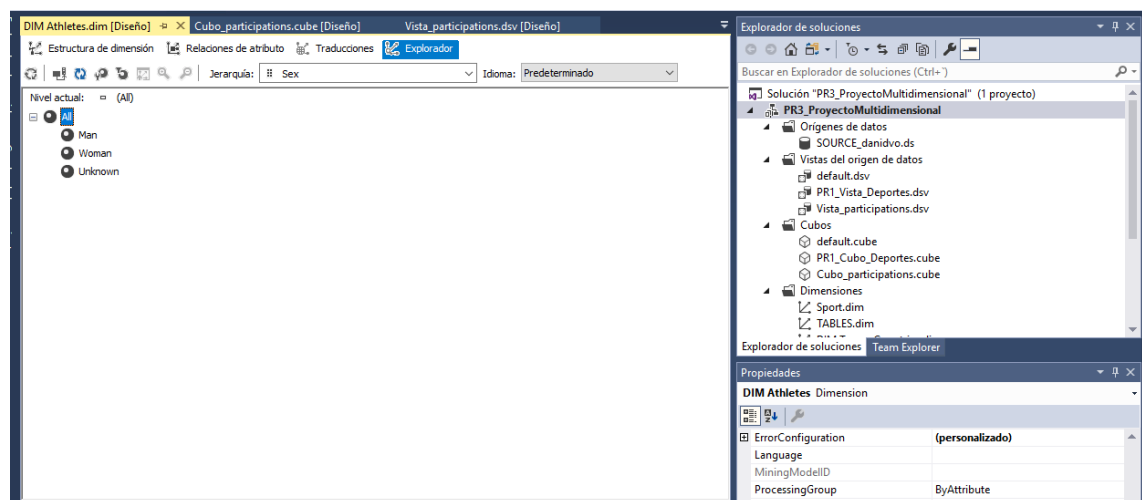 DIM Athletes.dim [Diseño] Cubo_participations.cube [Diseño] Vista_participations.dsv [Diseño]
Estructura de dimensión Relaciones de atributo Traducciones Explorador
Jerarquía: Sex Idioma: Predeterminado
Nivel actual: (All)
All
Man
Woman
Unknown
Explorador de soluciones
Buscar en Explorador de soluciones (Ctrl+¨)
Solución "PR3_ProyectoMultidimensional" (1 proyecto)
PR3_ProyectoMultidimensional
Orígenes de datos
SOURCE_danidvo.ds
Vistas del origen de datos
default.dsv
PR1_Vista_Deportes.dsv
Vista_participations.dsv
Cubos
default.cube
PR1_Cubo_Deportes.cube
Cubo_participations.cube
Dimensiones
Sport.dim
TABLES.dim
Explorador de soluciones Team Explorer
Propiedades
DIM Athletes Dimension
ErrorConfiguration (personalizado)
Language
MiningModelID
ProcessingGroup ByAttribute